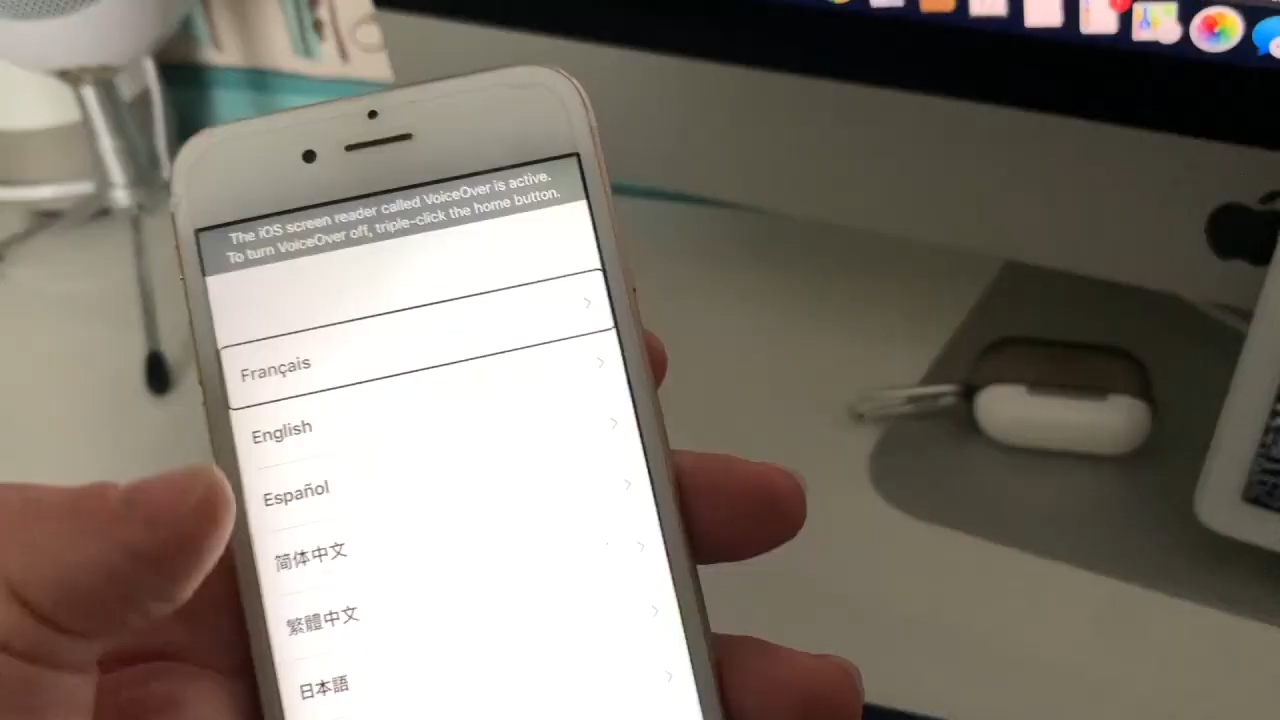 The iOS screen reader called VoiceOver is active.
To turn VoiceOver off, triple-click the home button.
Français
English
Español
简体中文
繁體中文
日本語